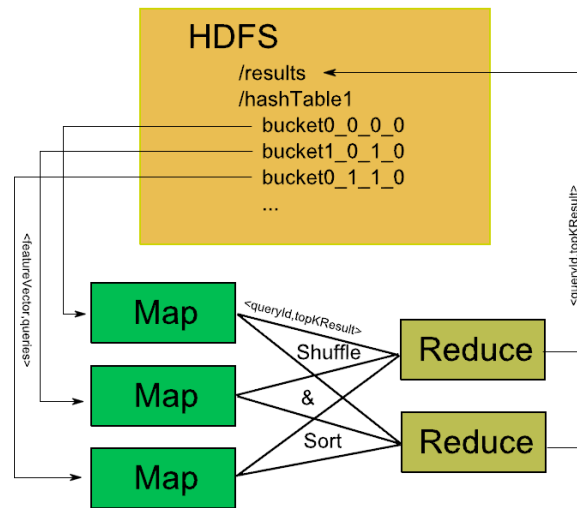 HDFS
/results
/hashTable1
bucket0_0_0_0
bucket1_0_1_0
bucket0_1_1_0
...
<featureVector,queries>
<queryId,topKResult>
<queryId,topKResult>
Map
Shuffle
Reduce
Map
&
Sort
Reduce
Map